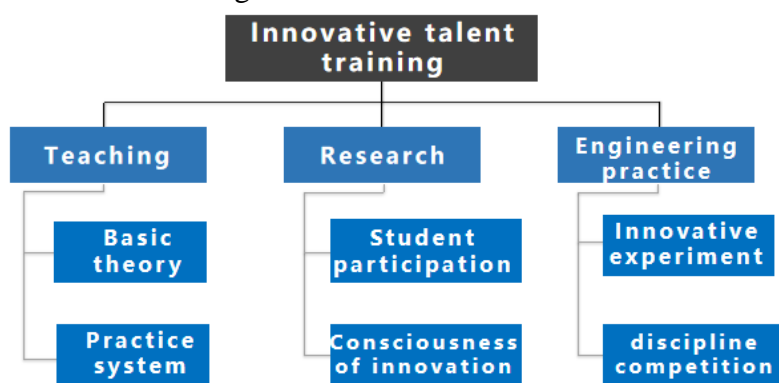 Innovative talent
training
Teaching
Research
Engineering
practice
Basic
theory
Student
participation
Innovative
experiment
Practice
system
Consciousness
of innovation
discipline
competition